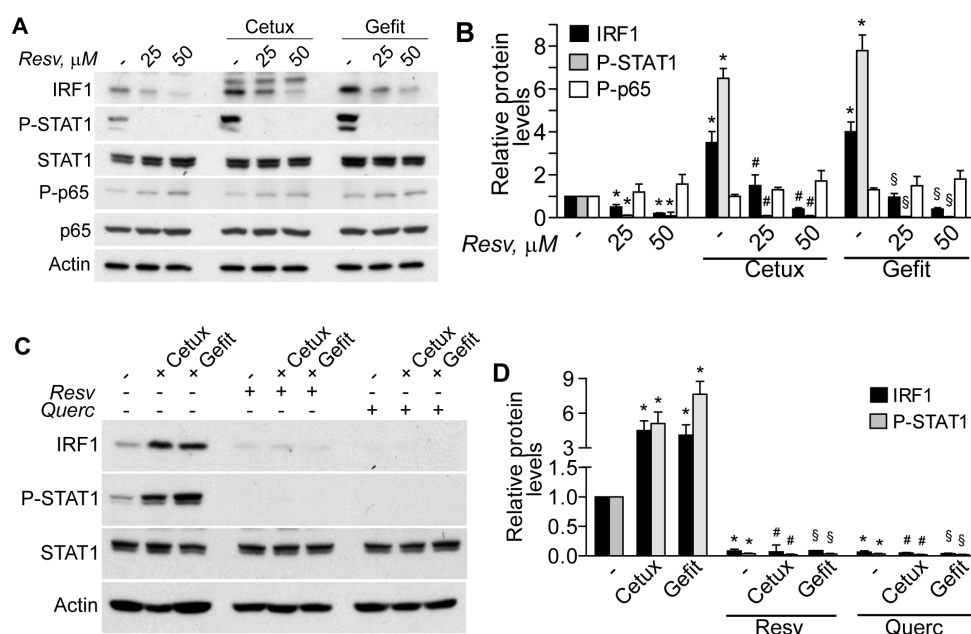 A
Cetux
Gefit
Resv, μM
- 25 50 - 25 50 - 25 50
IRF1
P-STAT1
STAT1
P-p65
p65
Actin
B
IRF1
P-STAT1
P-p65
Relative protein
levels
8
6
4
2
1
0
* * * * * * * # # # # * * § § § §
- 25 50 - 25 50 - 25 50
Resv, μM
Cetux
Gefit
C
- + Cetux + Gefit - + Cetux + Gefit - + Cetux + Gefit
Resv - - - + + + - - -
Querc - - - + + +
IRF1
P-STAT1
STAT1
Actin
D
IRF1
P-STAT1
Relative protein
levels
9
6
3
1.5
1.0
0.5
0.0
* * * * * * # # § § * * # # § §
- Cetux Gefit - Cetux Gefit - Cetux Gefit
Resv
Querc